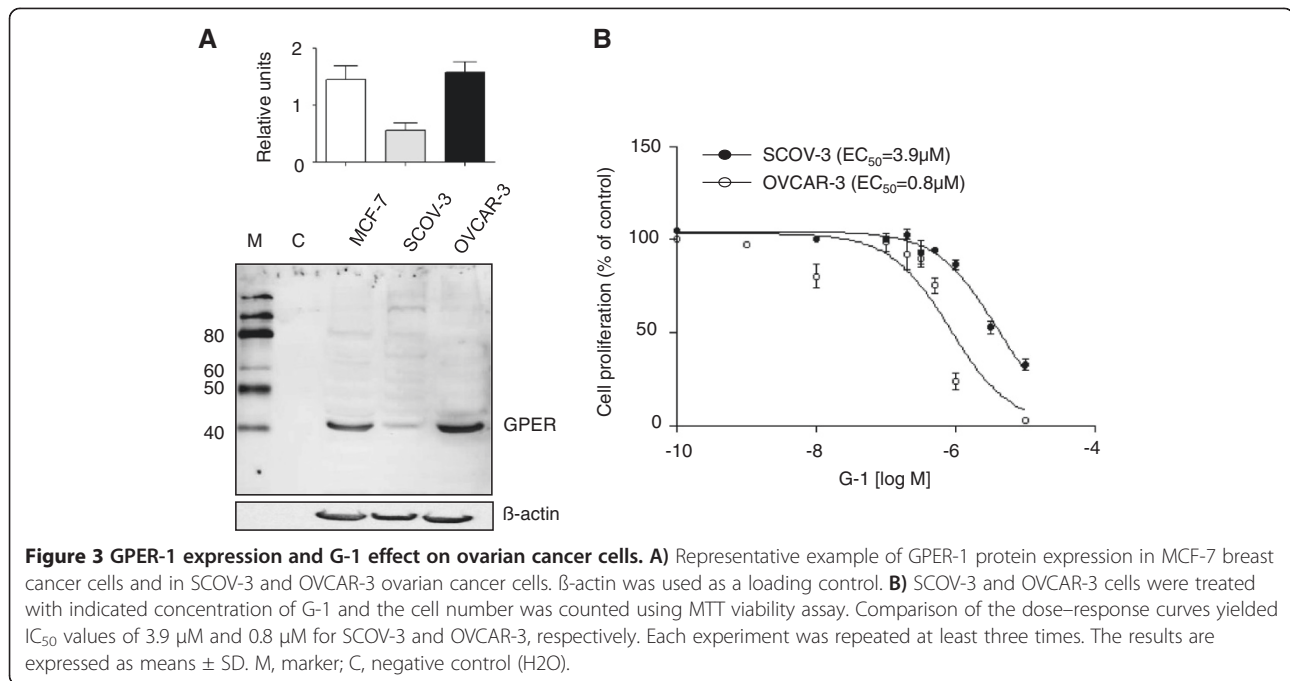 A
2
1
0
Relative units
M
C
MCF-7
SCOV-3
OVCAR-3
80
60
50
40
GPER
ß-actin
B
150
100
50
0
Cell proliferation (% of control)
SCOV-3 (EC50=3.9µM)
OVCAR-3 (EC50=0.8µM)
-10
-8
-6
-4
G-1 [log M]
Figure 3 GPER-1 expression and G-1 effect on ovarian cancer cells. A) Representative example of GPER-1 protein expression in MCF-7 breast
cancer cells and in SCOV-3 and OVCAR-3 ovarian cancer cells. ß-actin was used as a loading control. B) SCOV-3 and OVCAR-3 cells were treated
with indicated concentration of G-1 and the cell number was counted using MTT viability assay. Comparison of the dose–response curves yielded
IC50 values of 3.9 µM and 0.8 µM for SCOV-3 and OVCAR-3, respectively. Each experiment was repeated at least three times. The results are
expressed as means ± SD. M, marker; C, negative control (H2O).